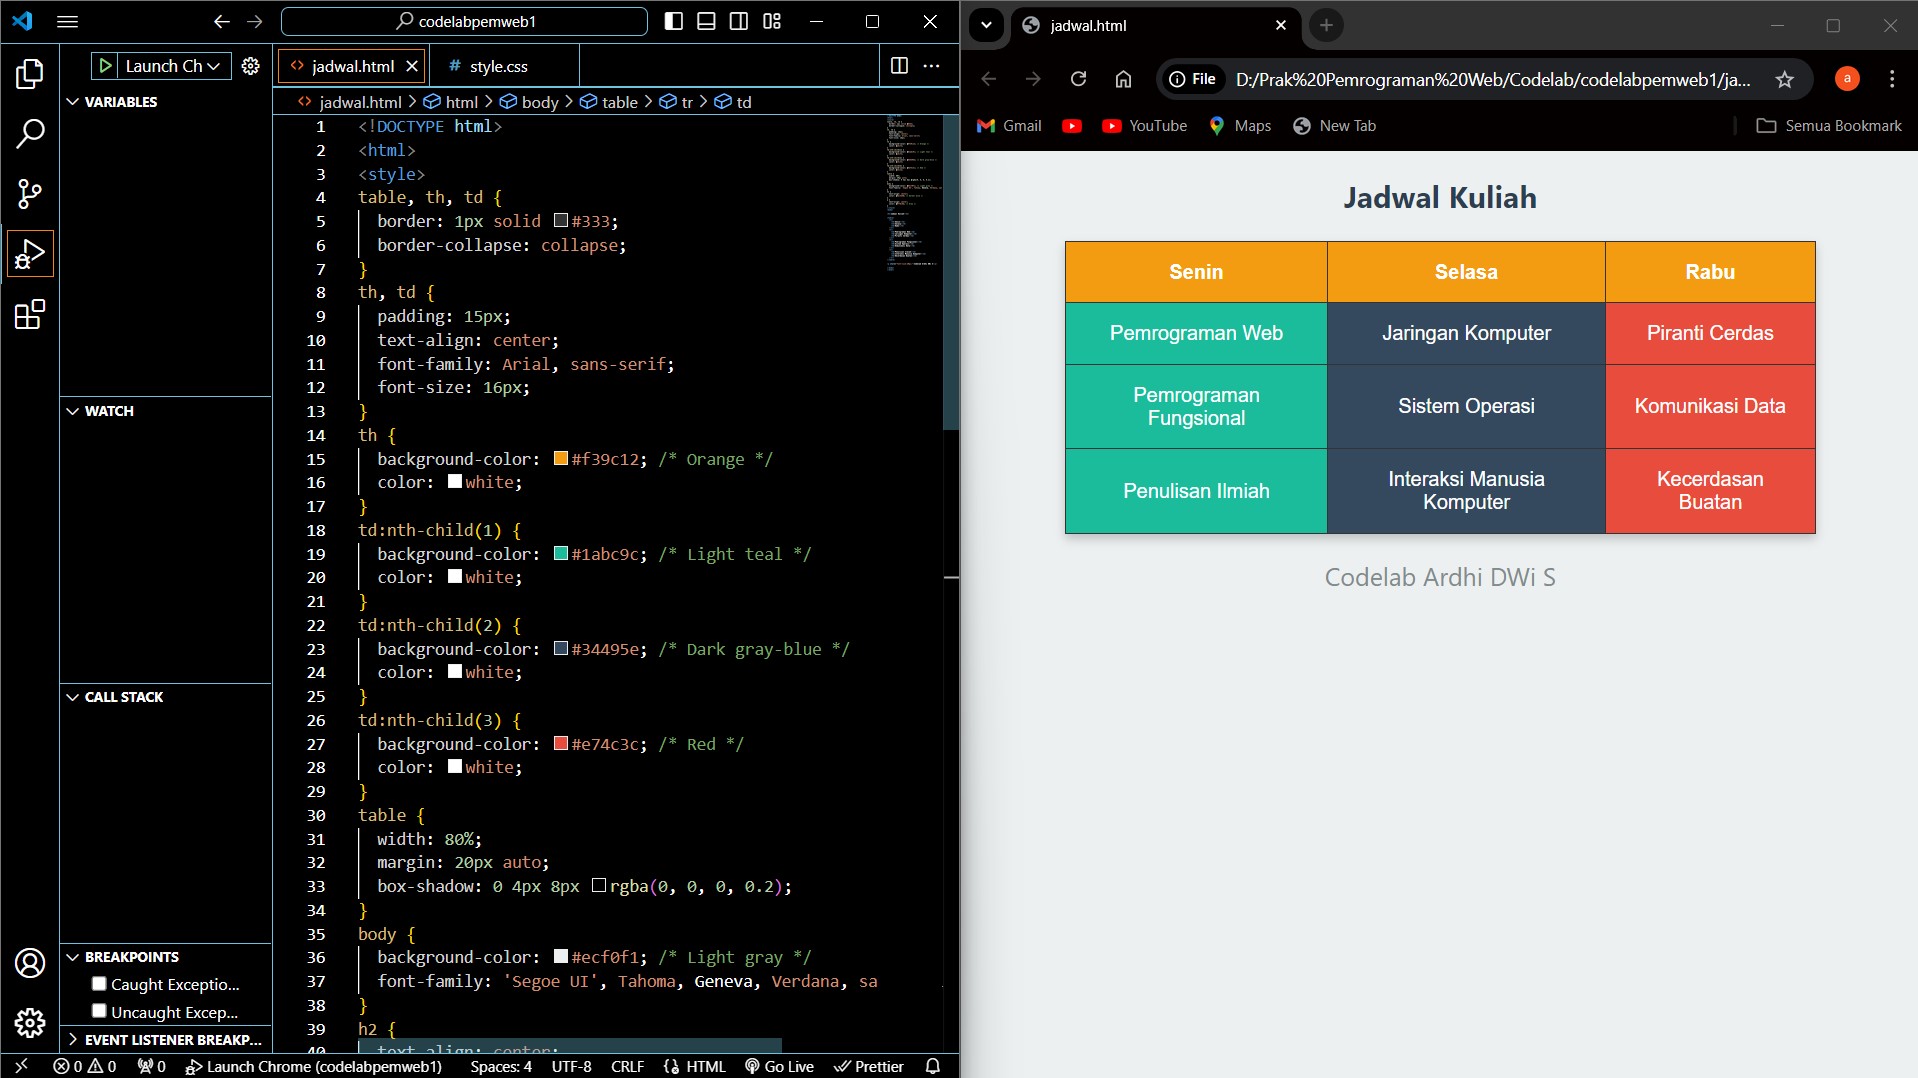 codelabpemweb1
Launch Ch
VARIABLES
WATCH
CALL STACK
BREAKPOINTS
Caught Exceptio...
Uncaught Excep...
EVENT LISTENER BREAKP...
jadwal.html
# style.css
jadwal.html > html > body > table > tr > td
1 <!DOCTYPE html>
2 <html>
3 <style>
4 table, th, td {
5 border: 1px solid #333;
6 border-collapse: collapse;
7 }
8 th, td {
9 padding: 15px;
10 text-align: center;
11 font-family: Arial, sans-serif;
12 font-size: 16px;
13 }
14 th {
15 background-color: #f39c12; /* Orange */
16 color: white;
17 }
18 td:nth-child(1) {
19 background-color: #1abc9c; /* Light teal */
20 color: white;
21 }
22 td:nth-child(2) {
23 background-color: #34495e; /* Dark gray-blue */
24 color: white;
25 }
26 td:nth-child(3) {
27 background-color: #e74c3c; /* Red */
28 color: white;
29 }
30 table {
31 width: 80%;
32 margin: 20px auto;
33 box-shadow: 0 4px 8px rgba(0, 0, 0, 0.2);
34 }
35 body {
36 background-color: #ecf0f1; /* Light gray */
37 font-family: 'Segoe UI', Tahoma, Geneva, Verdana, sa
38 }
39 h2 {
40 text-align: center;
0 0 0 Launch Chrome (codelabpemweb1) Spaces: 4 UTF-8 CRLF HTML Go Live Prettier
jadwal.html
File D:/Prak%20Pemrograman%20Web/Codelab/codelabpemweb1/ja... a
Gmail YouTube Maps New Tab Semua Bookmark
Jadwal Kuliah
Senin Selasa Rabu
Pemrograman Web Jaringan Komputer Piranti Cerdas
Pemrograman
Fungsional
Sistem Operasi
Komunikasi Data
Penulisan Ilmiah
Interaksi Manusia
Komputer
Kecerdasan
Buatan
Codelab Ardhi DWi S